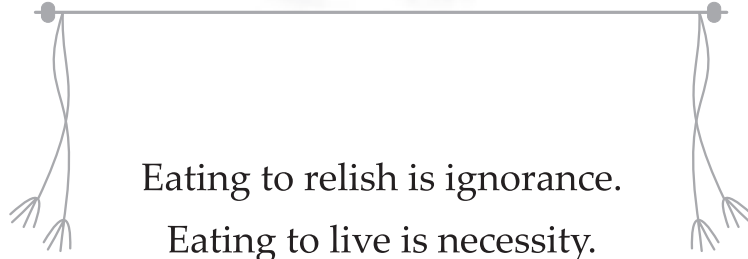 Eating to relish is ignorance.
Eating to live is necessity.